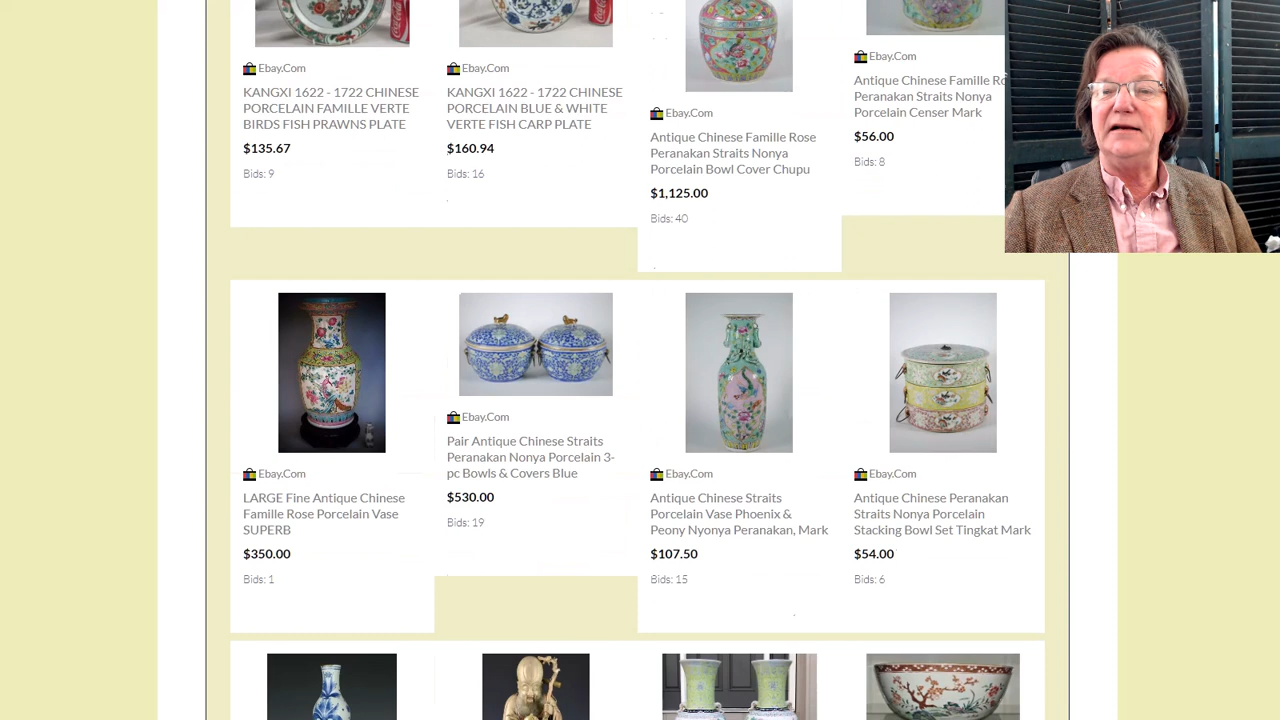 Ebay.Com
KANGXI 1622 - 1722 CHINESE
PORCELAIN FAMILLE VERTE
BIRDS FISH PRAWNS PLATE
$135.67
Bids: 9
Ebay.Com
KANGXI 1622 - 1722 CHINESE
PORCELAIN BLUE & WHITE
VERTE FISH CARP PLATE
$160.94
Bids: 16
Ebay.Com
Antique Chinese Famille Rose
Peranakan Straits Nonya
Porcelain Bowl Cover Chupu
$1,125.00
Bids: 40
Ebay.Com
Antique Chinese Famille Ro
Peranakan Straits Nonya
Porcelain Censer Mark
$56.00
Bids: 8
Ebay.Com
LARGE Fine Antique Chinese
Famille Rose Porcelain Vase
SUPERB
$350.00
Bids: 1
Ebay.Com
Pair Antique Chinese Straits
Peranakan Nonya Porcelain 3-
pc Bowls & Covers Blue
$530.00
Bids: 19
Ebay.Com
Antique Chinese Straits
Porcelain Vase Phoenix &
Peony Nyonya Peranakan, Mark
$107.50
Bids: 15
Ebay.Com
Antique Chinese Peranakan
Straits Nonya Porcelain
Stacking Bowl Set Tingkat Mark
$54.00
Bids: 6